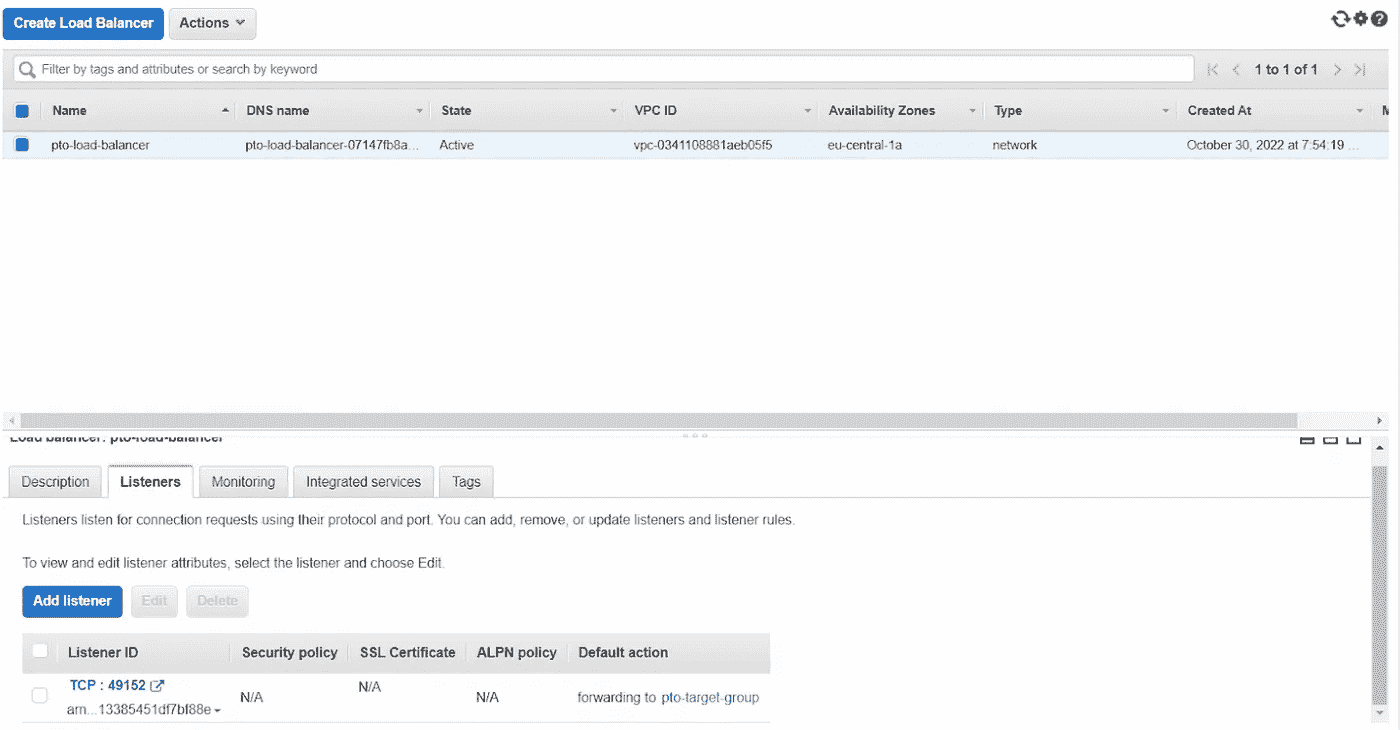 Create Load Balancer Actions
Filter by tags and attributes or search by keyword 1 to 1 of 1
Name DNS name State VPC ID Availability Zones Type Created At M
pto-load-balancer pto-load-balancer-07147fb8a... Active vpc-0341108881aeb05f5 eu-central-1a network October 30, 2022 at 7:54:19 ...
Load balancer: pto-load-balancer
Description Listeners Monitoring Integrated services Tags
Listeners listen for connection requests using their protocol and port. You can add, remove, or update listeners and listener rules.
To view and edit listener attributes, select the listener and choose Edit.
Add listener Edit Delete
Listener ID Security policy SSL Certificate ALPN policy Default action
TCP : 49152 N/A N/A N/A forwarding to pto-target-group
arn...13385451df7bf88e